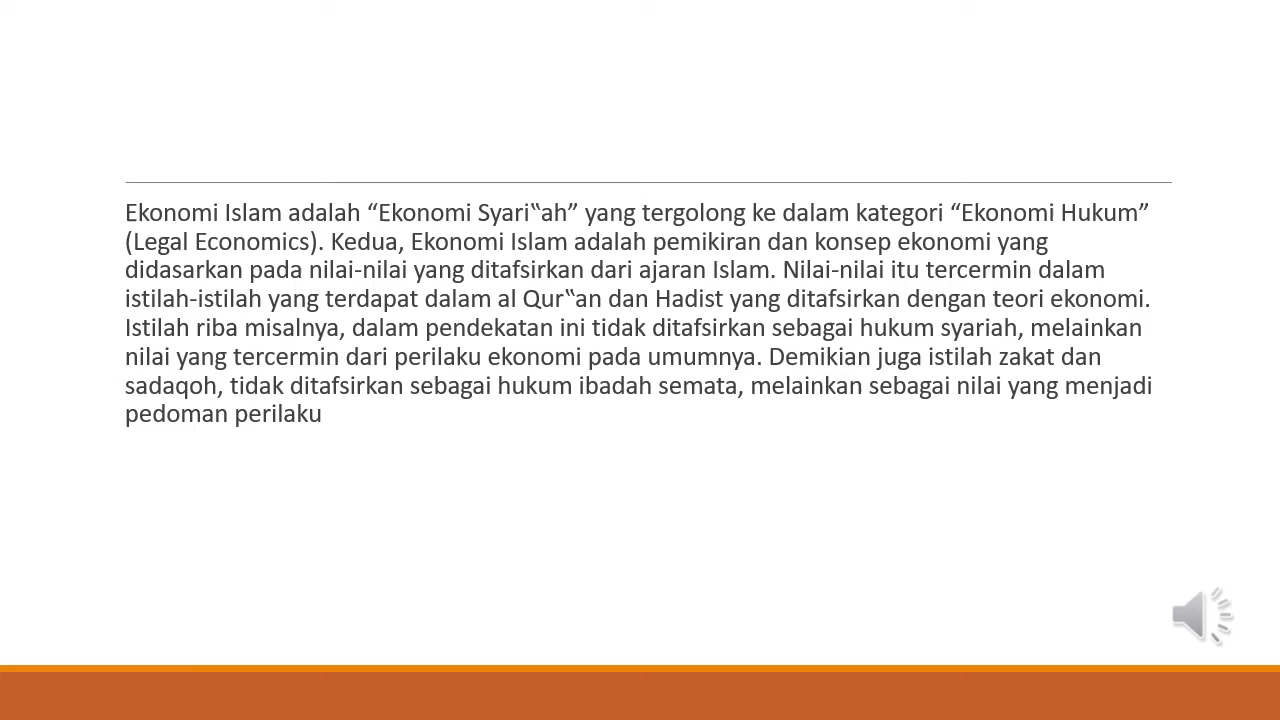 Ekonomi Islam adalah “Ekonomi Syari‟ah” yang tergolong ke dalam kategori “Ekonomi Hukum”
(Legal Economics). Kedua, Ekonomi Islam adalah pemikiran dan konsep ekonomi yang
didasarkan pada nilai-nilai yang ditafsirkan dari ajaran Islam. Nilai-nilai itu tercermin dalam
istilah-istilah yang terdapat dalam al Qur‟an dan Hadist yang ditafsirkan dengan teori ekonomi.
Istilah riba misalnya, dalam pendekatan ini tidak ditafsirkan sebagai hukum syariah, melainkan
nilai yang tercermin dari perilaku ekonomi pada umumnya. Demikian juga istilah zakat dan
sadaqoh, tidak ditafsirkan sebagai hukum ibadah semata, melainkan sebagai nilai yang menjadi
pedoman perilaku